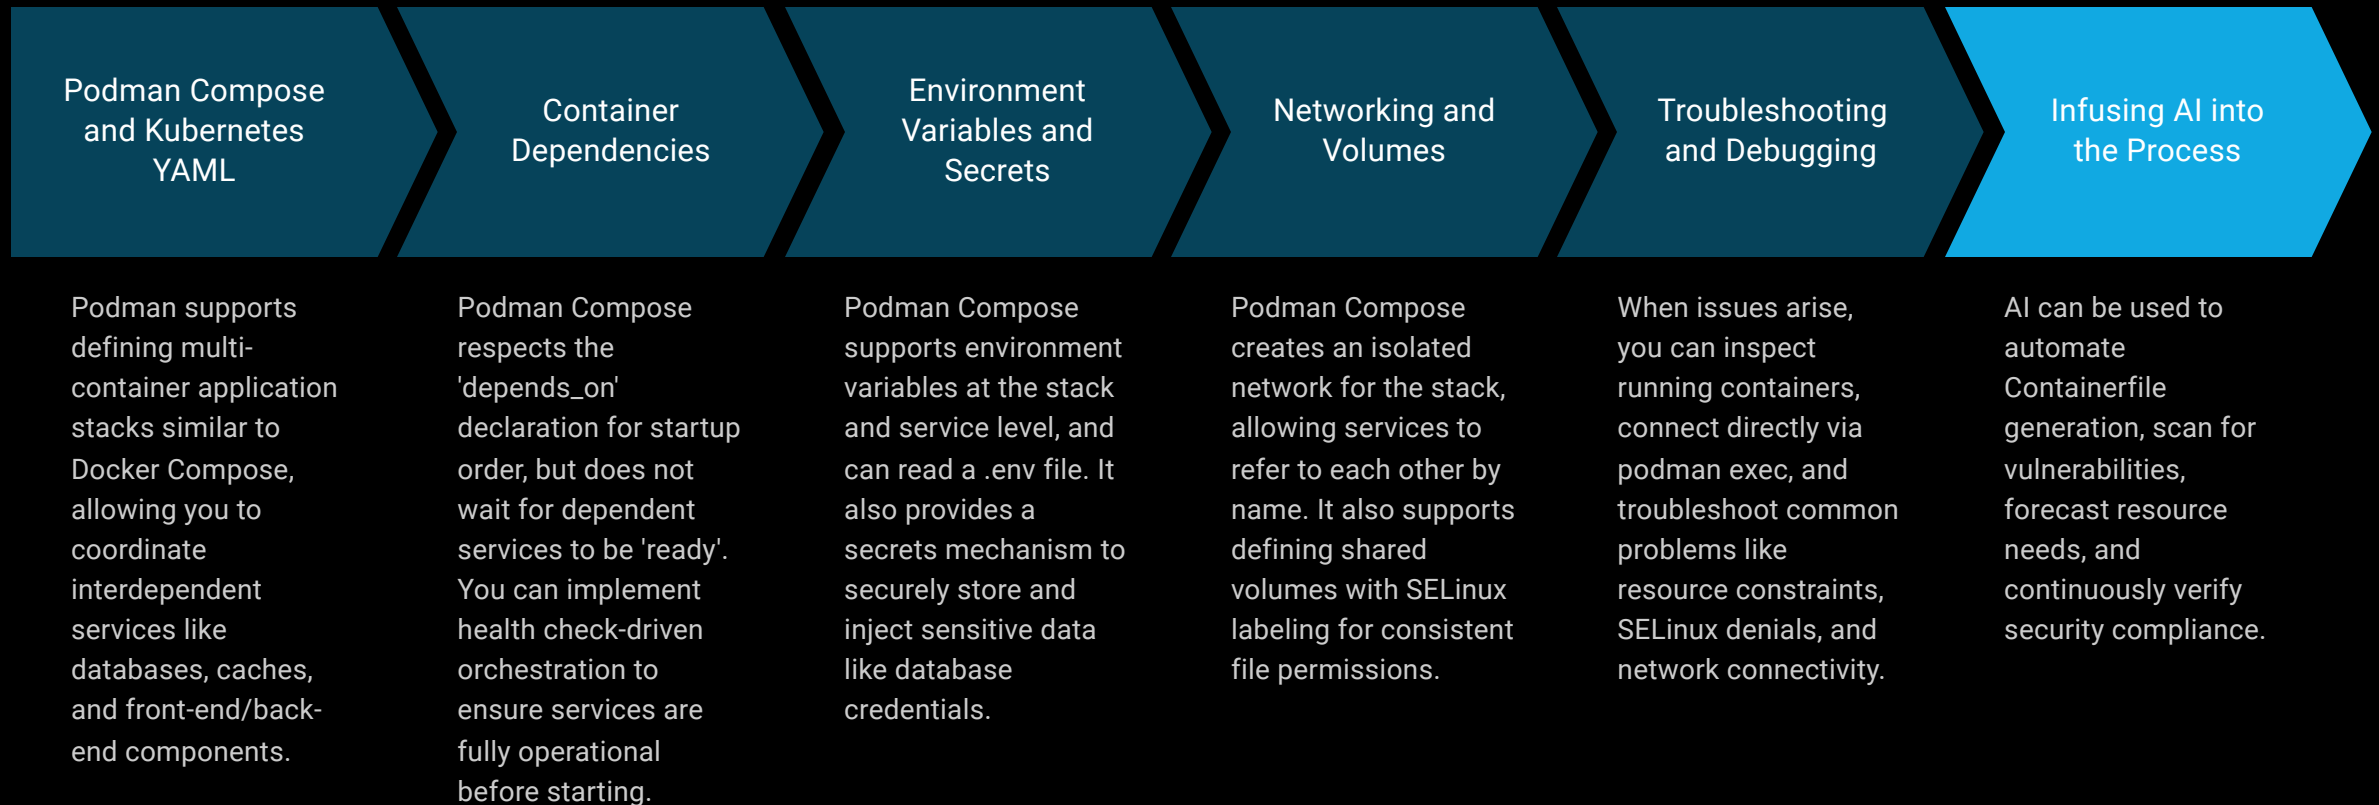 Podman Compose
and Kubernetes
YAML
Container
Dependencies
Environment
Variables and
Secrets
Networking and
Volumes
Troubleshooting
and Debugging
Infusing AI into
the Process
Podman supports
defining multi-
container application
stacks similar to
Docker Compose,
allowing you to
coordinate
interdependent
services like
databases, caches,
and front-end/back-
end components.
Podman Compose
respects the
'depends_on'
declaration for startup
order, but does not
wait for dependent
services to be 'ready'.
You can implement
health check-driven
orchestration to
ensure services are
fully operational
before starting.
Podman Compose
supports environment
variables at the stack
and service level, and
can read a .env file. It
also provides a
secrets mechanism to
securely store and
inject sensitive data
like database
credentials.
Podman Compose
creates an isolated
network for the stack,
allowing services to
refer to each other by
name. It also supports
defining shared
volumes with SELinux
labeling for consistent
file permissions.
When issues arise,
you can inspect
running containers,
connect directly via
podman exec, and
troubleshoot common
problems like
resource constraints,
SELinux denials, and
network connectivity.
AI can be used to
automate
Containerfile
generation, scan for
vulnerabilities,
forecast resource
needs, and
continuously verify
security compliance.